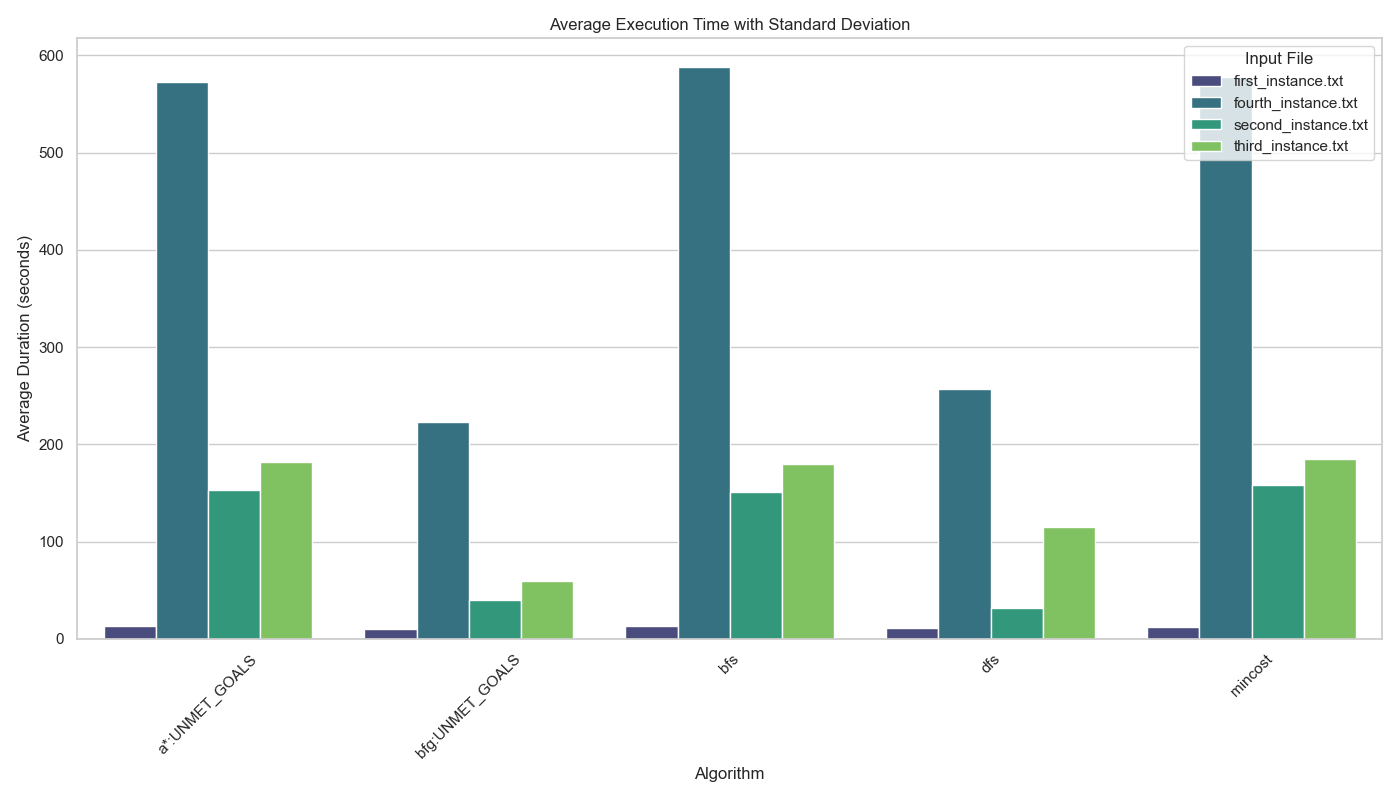 Average Execution Time with Standard Deviation
Input File
first_instance.txt
fourth_instance.txt
second_instance.txt
third_instance.txt
Average Duration (seconds)
600
500
400
300
200
100
0
a*:UNMET_GOALS
bfg:UNMET_GOALS
bfs
dfs
mincost
Algorithm